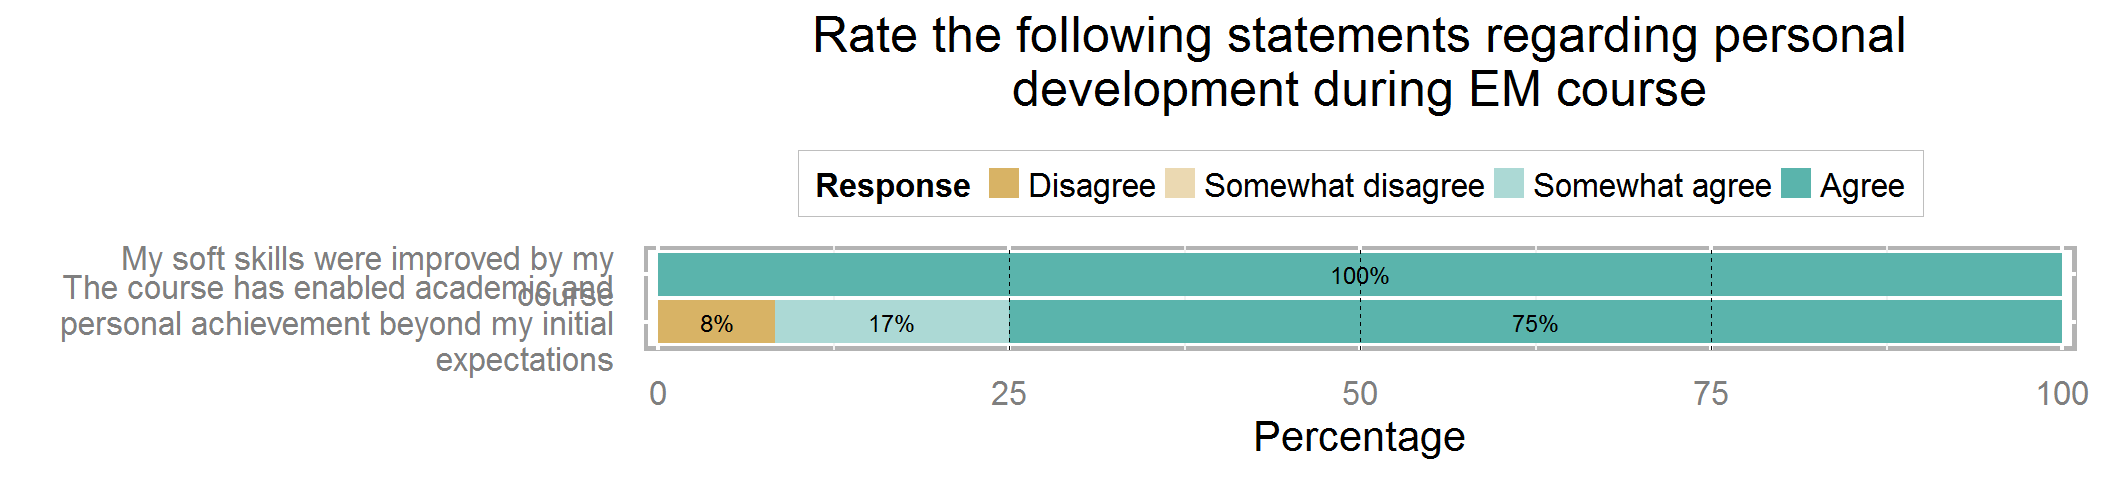 Rate the following statements regarding personal
development during EM course
Response Disagree Somewhat disagree Somewhat agree Agree
My soft skills were improved by my
course
100%
The course has enabled academic and
personal achievement beyond my initial
expectations
8% 17% 75%
0 25 50 75 100
Percentage